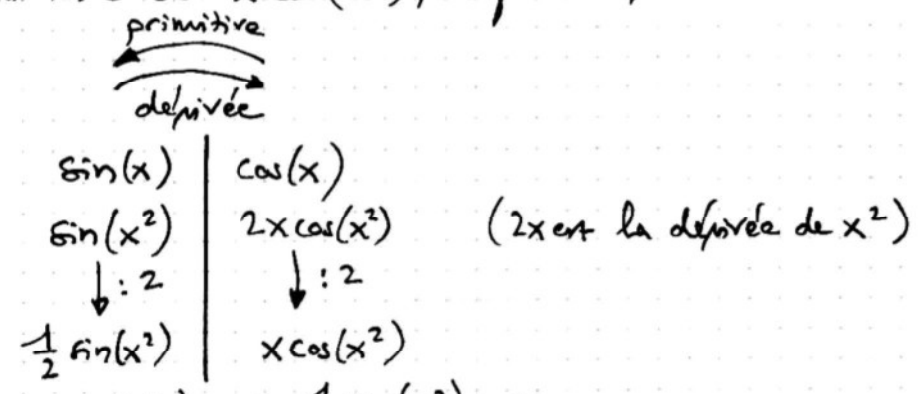 primitive
dérivée
sin(x) | cos(x)
sin(x²) | 2x cos(x²) (2x est la dérivée de x²)
↓ : 2 ↓ : 2
1/2 sin(x²) | x cos(x²)